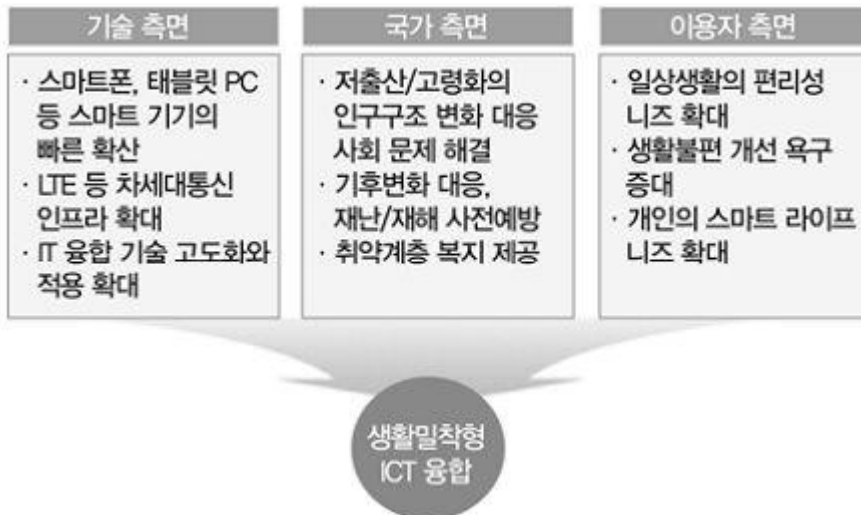 기술 측면
· 스마트폰, 태블릿 PC
등 스마트 기기의
빠른 확산
· LTE 등 차세대통신
인프라 확대
· IT 융합 기술 고도화와
적용 확대
국가 측면
· 저출산/고령화의
인구구조 변화 대응
사회 문제 해결
· 기후변화 대응,
재난/재해 사전예방
· 취약계층 복지 제공
이용자 측면
· 일상생활의 편리성
니즈 확대
· 생활불편 개선 욕구
증대
· 개인의 스마트 라이프
니즈 확대
생활밀착형
ICT 융합